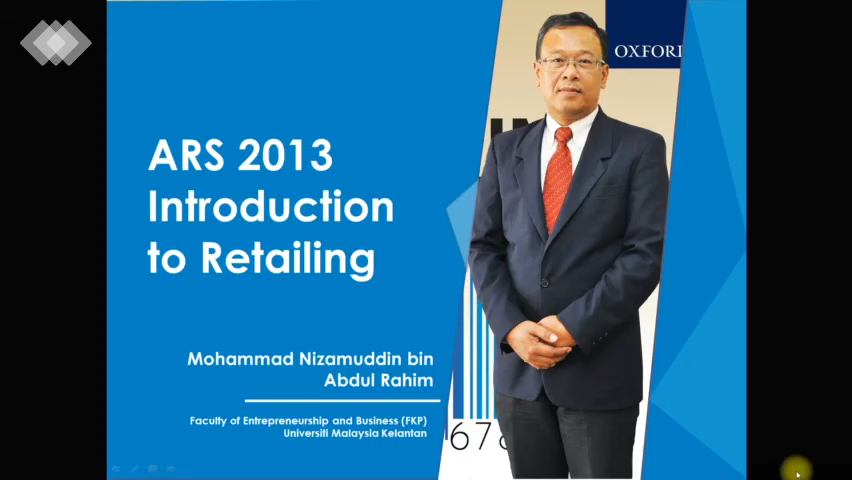 OXFORD
ARS 2013
Introduction
to Retailing
Mohammad Nizamuddin bin
Abdul Rahim
Faculty of Entrepreneurship and Business (FKP)
Universiti Malaysia Kelantan
678